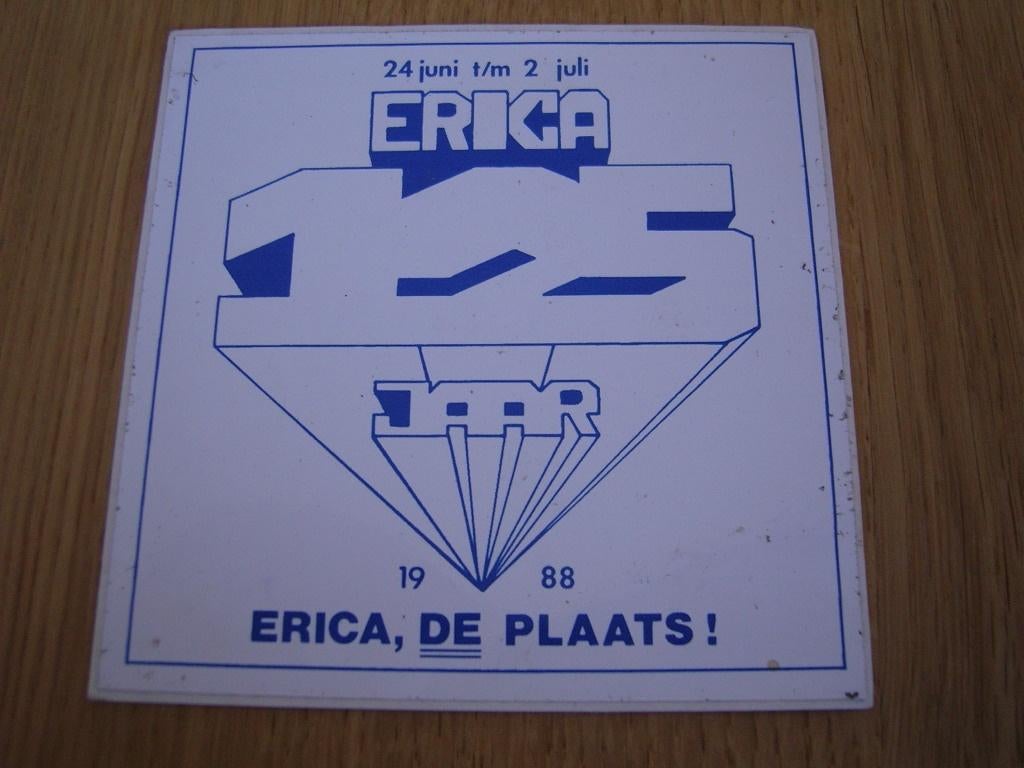 24 juni t/m 2 juli
ERICA
125
JAAR
19 88
ERICA, DE PLAATS!